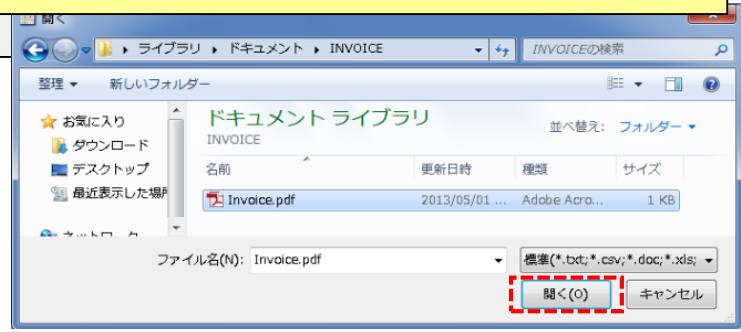 開く
ライブラリ ▸ ドキュメント ▸ INVOICE
INVOICEの検索
整理 ▼ 新しいフォルダー
お気に入り
ダウンロード
デスクトップ
最近表示した場所
ネットワーク
ドキュメント ライブラリ
INVOICE
並べ替え: フォルダー ▼
名前 更新日時 種類 サイズ
Invoice.pdf 2013/05/01 ... Adobe Acro... 1 KB
ファイル名(N): Invoice.pdf
標準(*.txt;*.csv;*.doc;*.xls;
開く(O) キャンセル